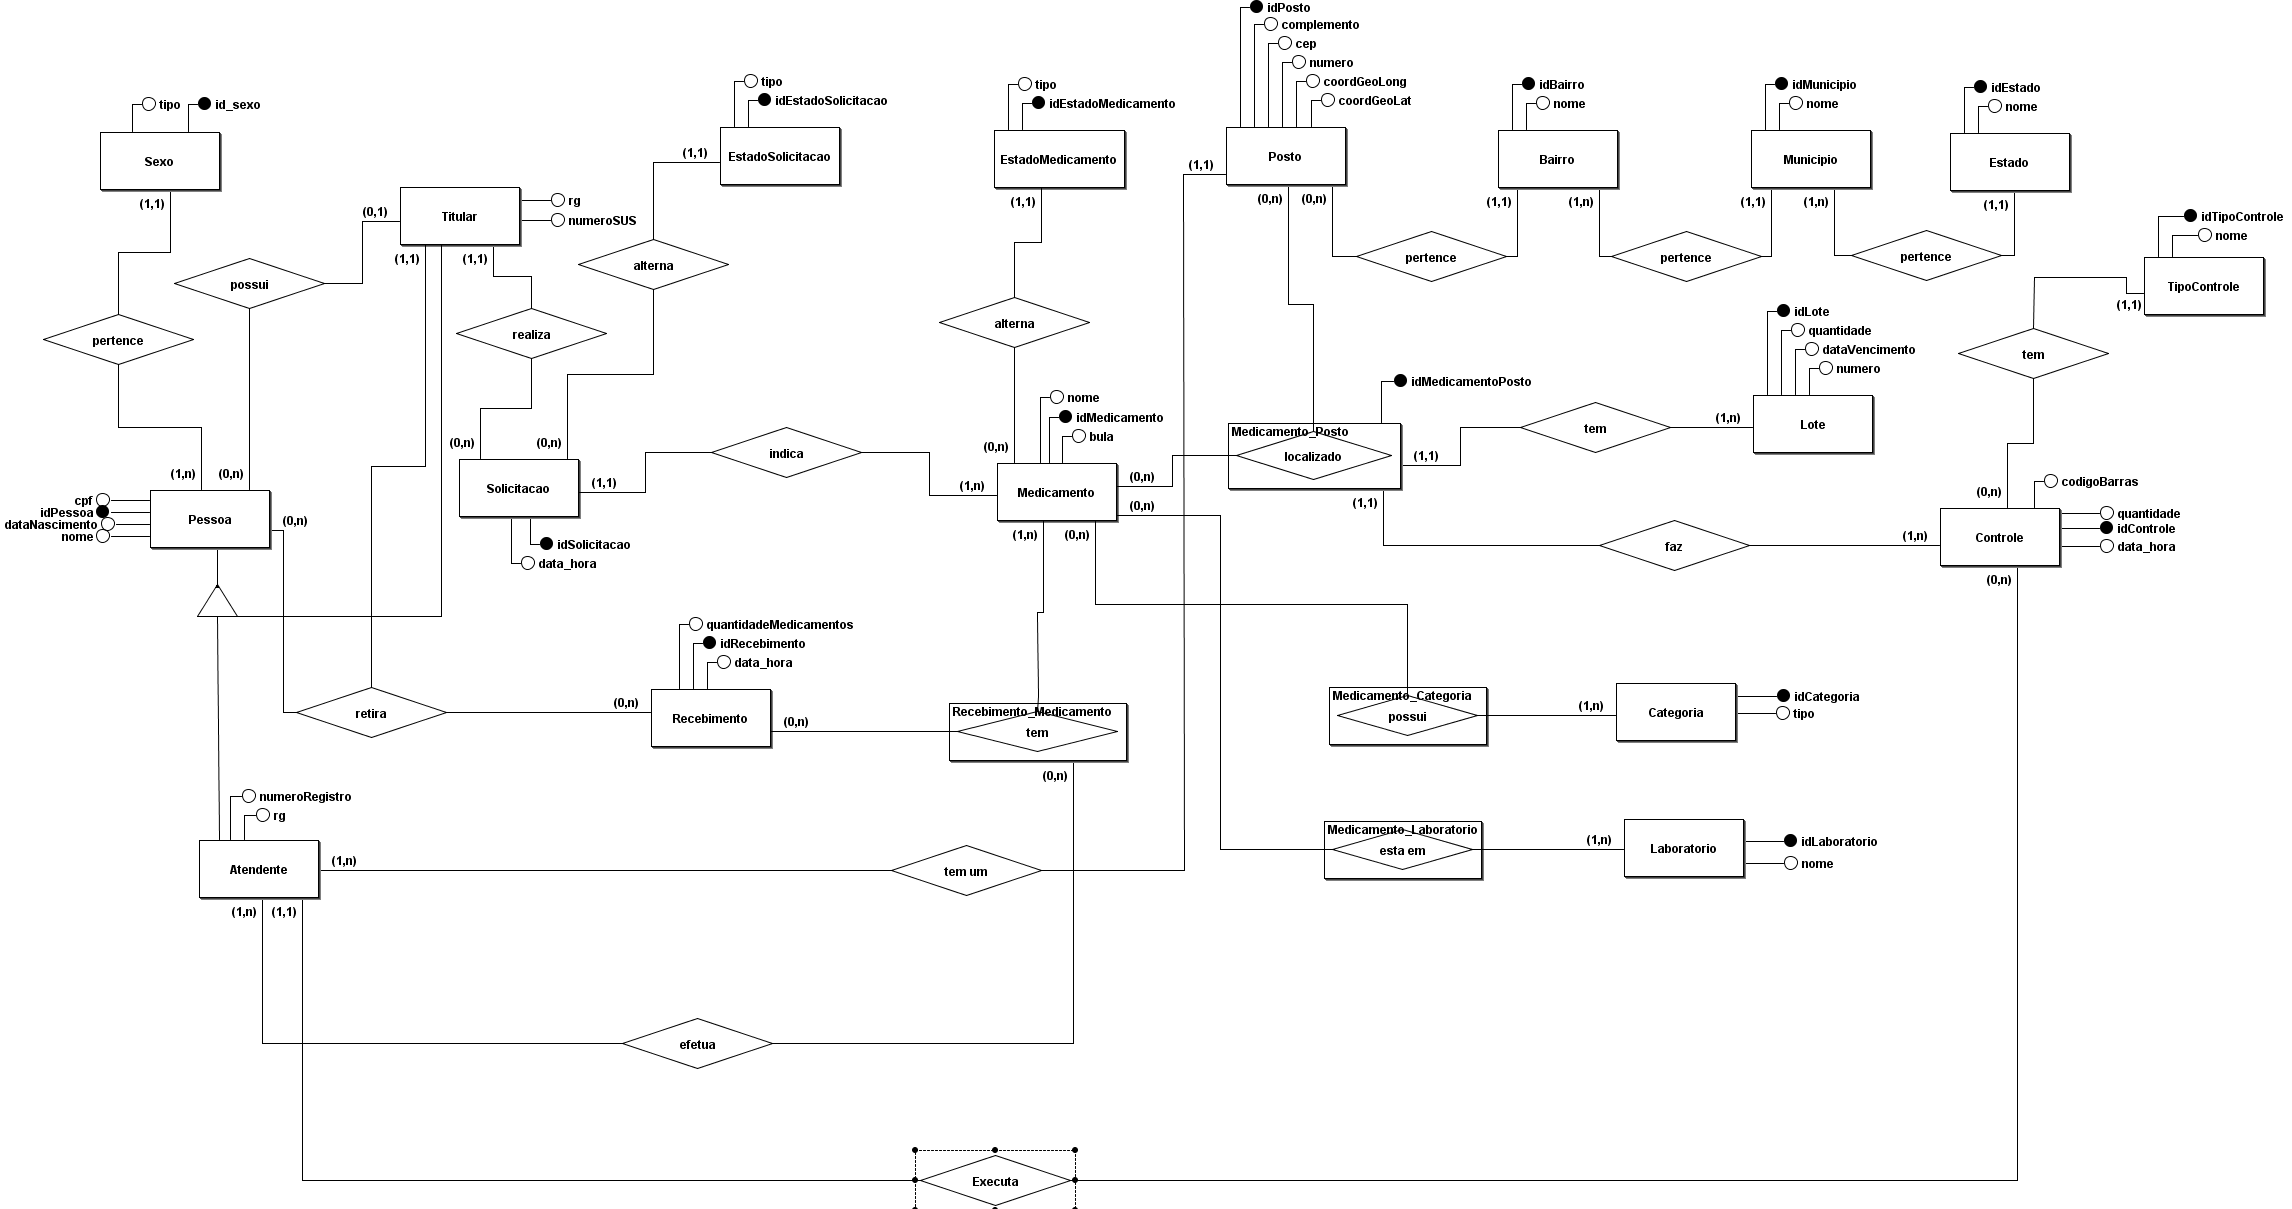 idPosto
complemento
cep
numero
coordGeoLong
coordGeoLat
tipo
id_sexo
Sexo
(1,1)
tipo
idEstadoSolicitacao
EstadoSolicitacao
(1,1)
tipo
idEstadoMedicamento
EstadoMedicamento
(1,1)
Posto
(1,1)
(0,n)
(0,n)
idBairro
nome
Bairro
(1,1)
(1,n)
idMunicipio
nome
Municipio
(1,1)
(1,n)
idEstado
nome
Estado
(1,1)
idTipoControle
nome
TipoControle
(1,1)
Titular
rg
numeroSUS
(0,1)
(1,1)
(1,1)
possui
alterna
pertence
pertence
pertence
pertence
realiza
alterna
tem
idLote
quantidade
dataVencimento
numero
Lote
(1,n)
tem
idMedicamentoPosto
Medicamento_Posto
localizado
(1,1)
(1,1)
nome
idMedicamento
bula
Medicamento
(0,n)
(1,n)
(0,n)
(0,n)
(1,n)
(0,n)
indica
(0,n)
(0,n)
Solicitacao
(1,1)
idSolicitacao
data_hora
(1,n)
(0,n)
cpf
idPessoa
dataNascimento
nome
Pessoa
(0,n)
faz
(1,n)
(0,n)
codigoBarras
quantidade
idControle
data_hora
Controle
(0,n)
quantidadeMedicamentos
idRecebimento
data_hora
Recebimento
(0,n)
(0,n)
retira
Recebimento_Medicamento
tem
(0,n)
Medicamento_Categoria
possui
(1,n)
Categoria
idCategoria
tipo
numeroRegistro
rg
Atendente
(1,n)
(1,n)
(1,1)
tem um
Medicamento_Laboratorio
esta em
(1,n)
Laboratorio
idLaboratorio
nome
efetua
Executa